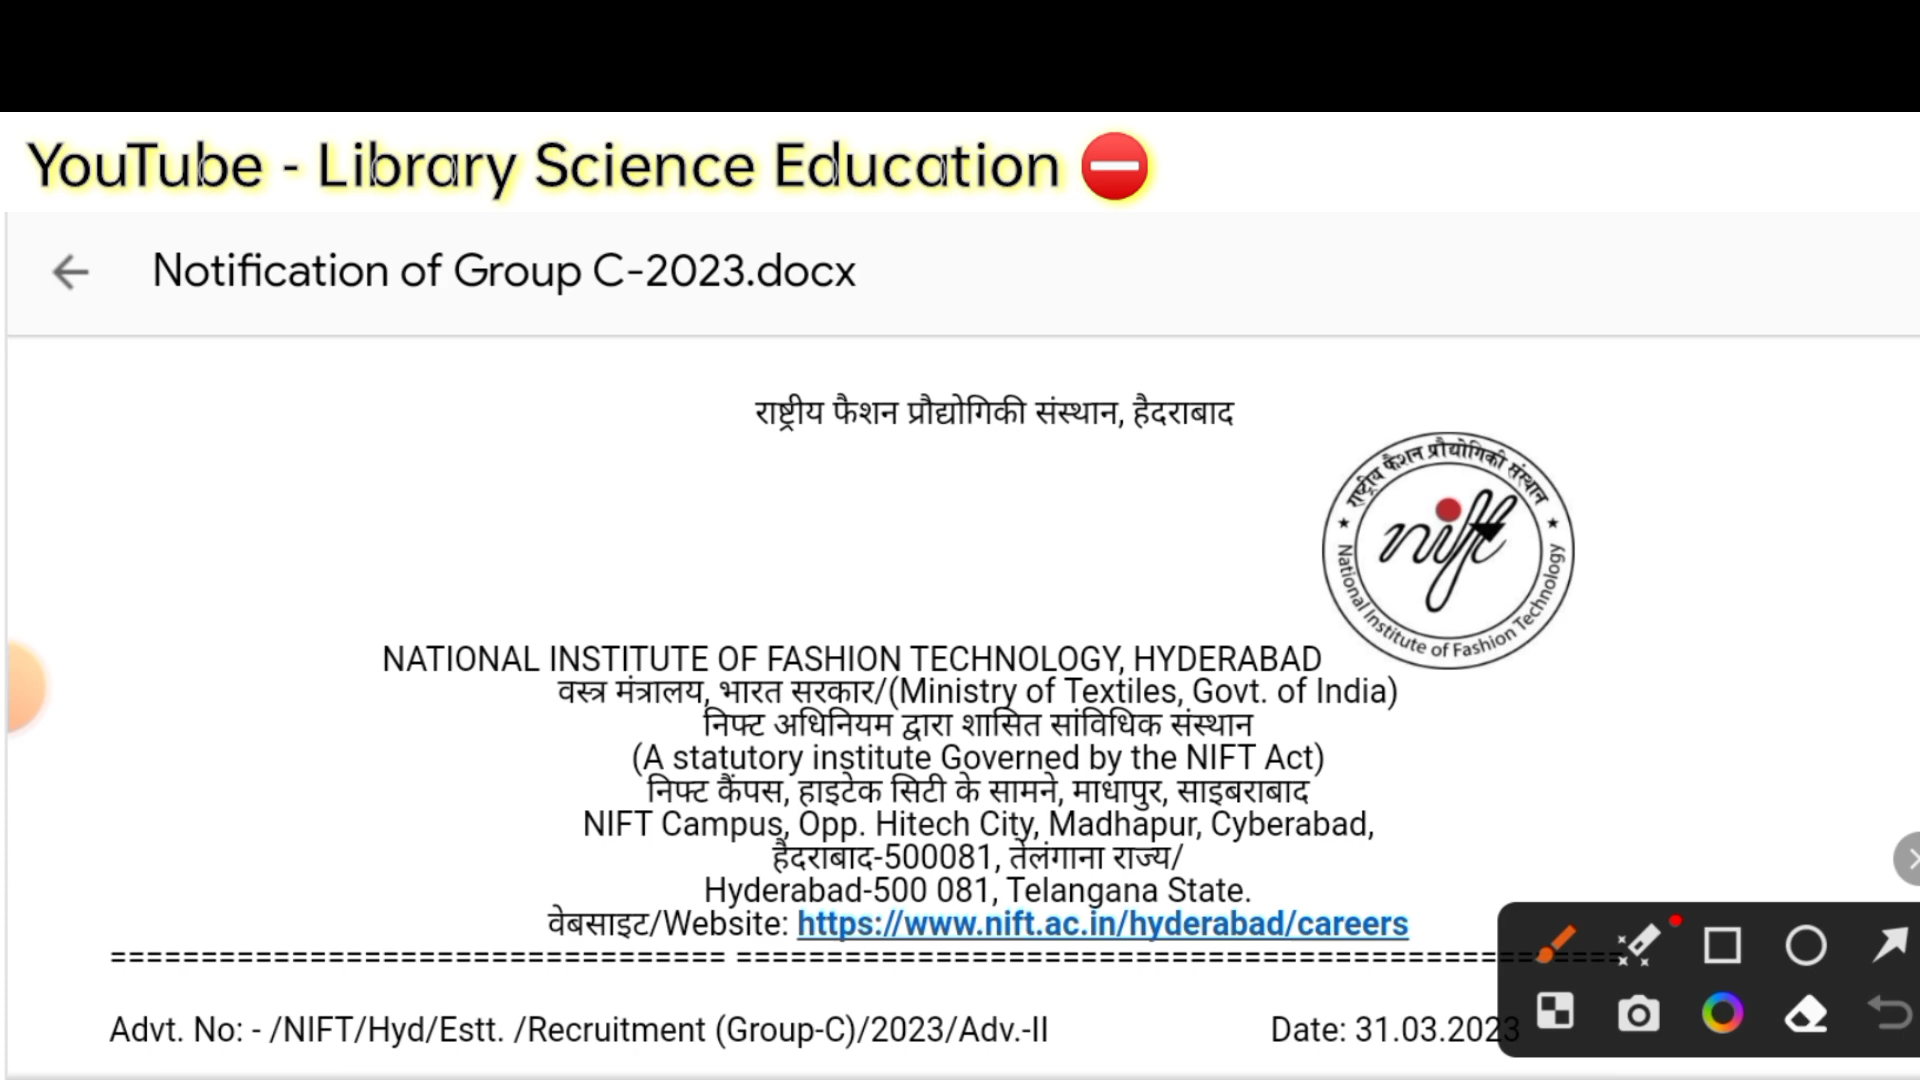 YouTube - Library Science Education
Notification of Group C-2023.docx
राष्ट्रीय फैशन प्रौद्योगिकी संस्थान, हैदराबाद
राष्ट्रीय फैशन प्रौद्योगिकी संस्थान
nift
National Institute of Fashion Technology
NATIONAL INSTITUTE OF FASHION TECHNOLOGY, HYDERABAD
वस्त्र मंत्रालय, भारत सरकार/(Ministry of Textiles, Govt. of India)
निफ्ट अधिनियम द्वारा शासित सांविधिक संस्थान
(A statutory institute Governed by the NIFT Act)
निफ्ट कैंपस, हाइटेक सिटी के सामने, माधापुर, साइबराबाद
NIFT Campus, Opp. Hitech City, Madhapur, Cyberabad,
हैदराबाद-500081, तेलंगाना राज्य/
Hyderabad-500 081, Telangana State.
वेबसाइट/Website: https://www.nift.ac.in/hyderabad/careers
Advt. No: - /NIFT/Hyd/Estt. /Recruitment (Group-C)/2023/Adv.-II Date: 31.03.2023